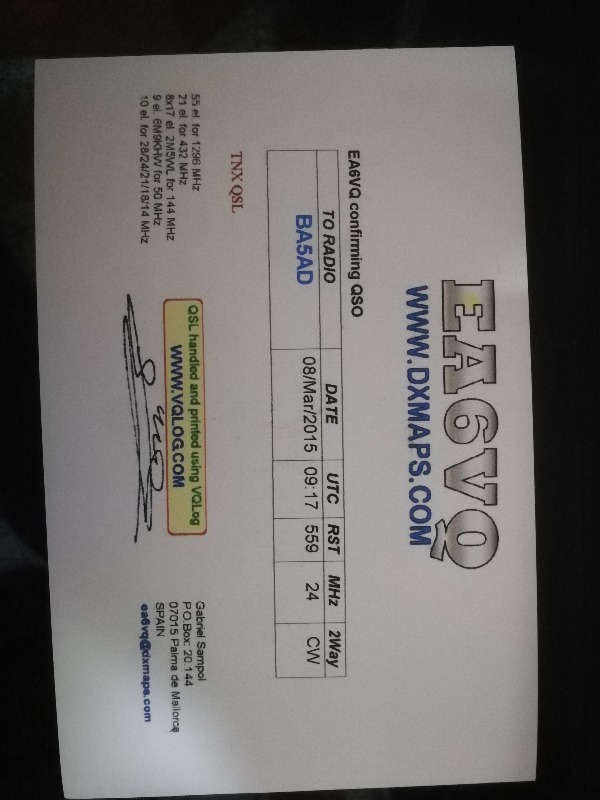 EA6VQ
WWW.DXMAPS.COM
EA6VQ confirming QSO
TO RADIO DATE UTC RST MHz 2Way
BA5AD 08/Mar/2015 09:17 559 24 CW
TNX QSL
55 el. for 1296 MHz
21 el. for 432 MHz
8x17 el. 2M5WL for 144 MHz
9 el. 6M9KHW for 50 MHz
10 el. for 28/24/21/18/14 MHz
QSL handled and printed using VQLog
WWW.VQLOG.COM
Gabriel Sampol
P.O.Box: 20.144
07015 Palma de Mallorca
SPAIN
ea6vq@dxmaps.com